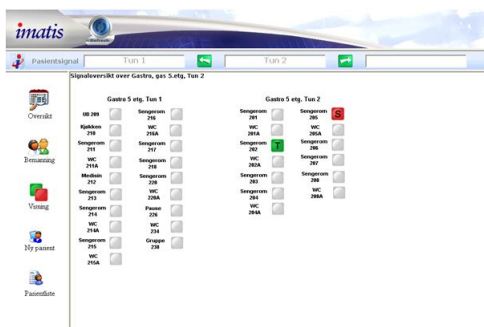 imatis
Pasientsignal
Tun 1
Tun 2
Signaloversikt over Gastro, gas 5.etg, Tun 2
Oversikt
Bemanning
Visning
Ny pasient
Pasientliste
Gastro 5 etg. Tun 1
UB 209
Kjøkken
210
Sengerom
211
WC
211A
Medisin
212
Sengerom
213
Sengerom
214
WC
214A
Sengerom
215
WC
215A
Sengerom
216
WC
216A
Sengerom
217
Sengerom
218
Sengerom
220
WC
220A
Pause
226
WC
234
Gruppe
230
Gastro 5 etg. Tun 2
Sengerom
201
WC
201A
Sengerom
202
T
WC
202A
Sengerom
203
Sengerom
204
WC
204A
Sengerom
205
S
WC
205A
Sengerom
206
Sengerom
207
Sengerom
208
WC
208A